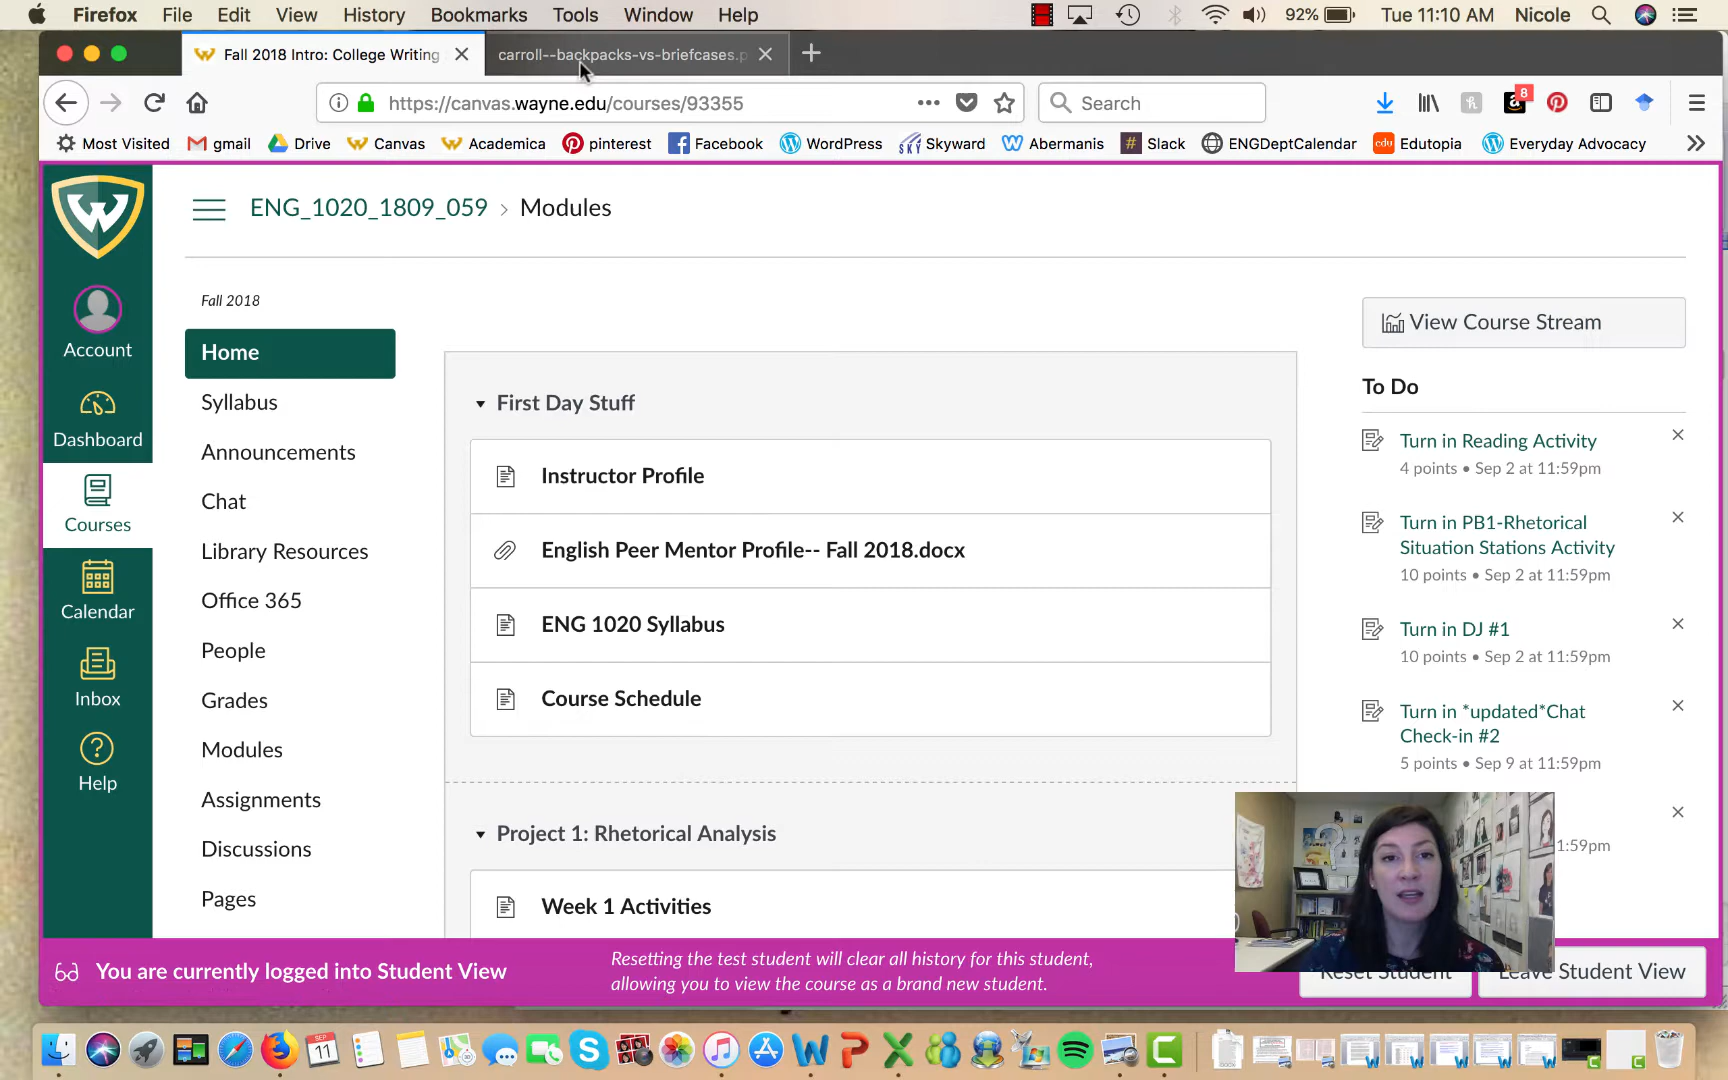 Firefox File Edit View History Bookmarks Tools Window Help 92% Tue 11:10 AM Nicole
Fall 2018 Intro: College Writing
carroll--backpacks-vs-briefcases.p
https://canvas.wayne.edu/courses/93355
Search
8
Most Visited gmail Drive Canvas Academica pinterest Facebook WordPress Skyward Abermanis Slack ENGDeptCalendar Edutopia Everyday Advocacy
ENG_1020_1809_059 › Modules
Account
Dashboard
Courses
Calendar
Inbox
Help
Fall 2018
Home
Syllabus
Announcements
Chat
Library Resources
Office 365
People
Grades
Modules
Assignments
Discussions
Pages
First Day Stuff
Instructor Profile
English Peer Mentor Profile-- Fall 2018.docx
ENG 1020 Syllabus
Course Schedule
Project 1: Rhetorical Analysis
Week 1 Activities
View Course Stream
To Do
Turn in Reading Activity
4 points • Sep 2 at 11:59pm
Turn in PB1-Rhetorical
Situation Stations Activity
10 points • Sep 2 at 11:59pm
Turn in DJ #1
10 points • Sep 2 at 11:59pm
Turn in *updated*Chat
Check-in #2
5 points • Sep 9 at 11:59pm
1:59pm
You are currently logged into Student View
Resetting the test student will clear all history for this student,
allowing you to view the course as a brand new student.
Reset Student
Leave Student View